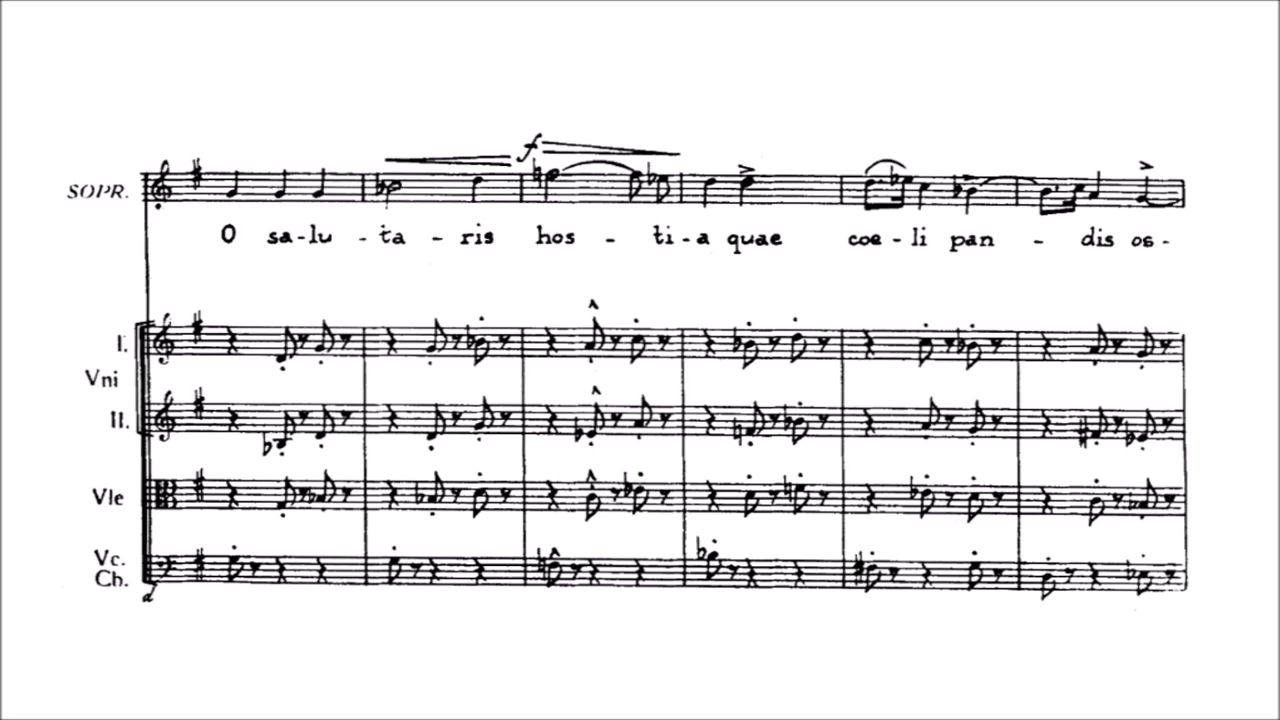 f
SOPR.
O sa-lu-ta-ris hos-ti-a quae coe-li pan-dis os-
I.
Vni
II.
Vle
Vc.
Cb.